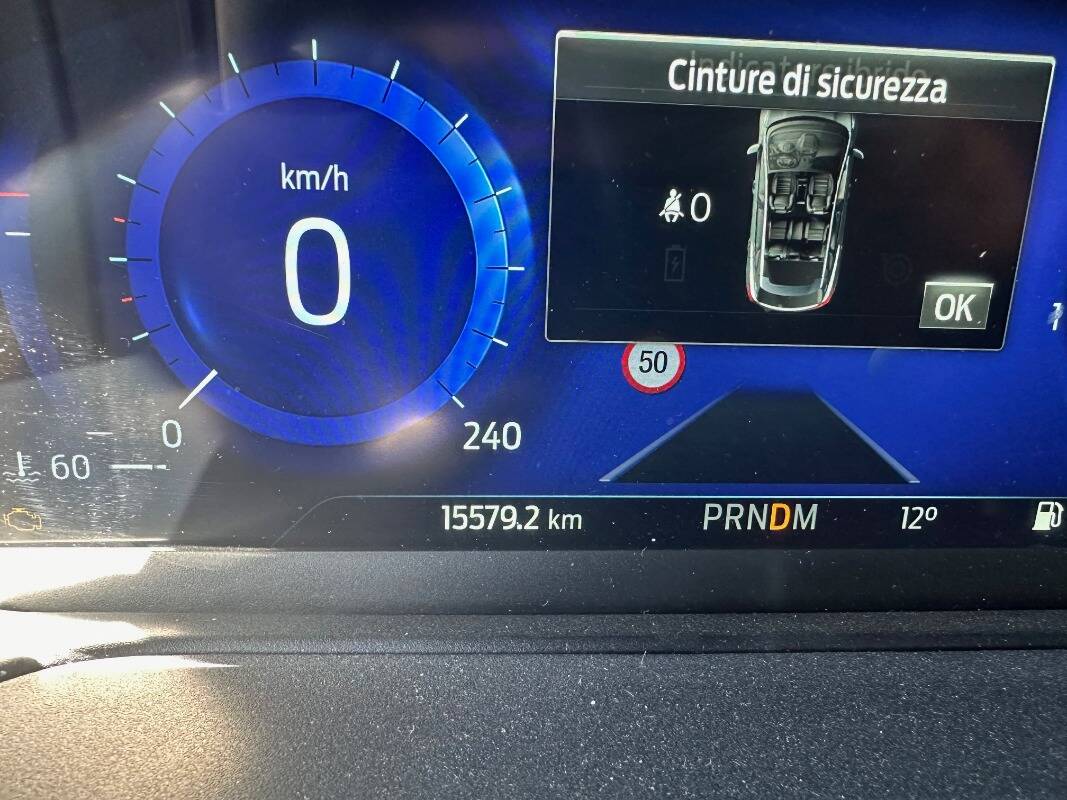 Cinture di sicurezza
km/h
0
0
OK
50
0
240
60
15579.2 km
PRNDM
12º